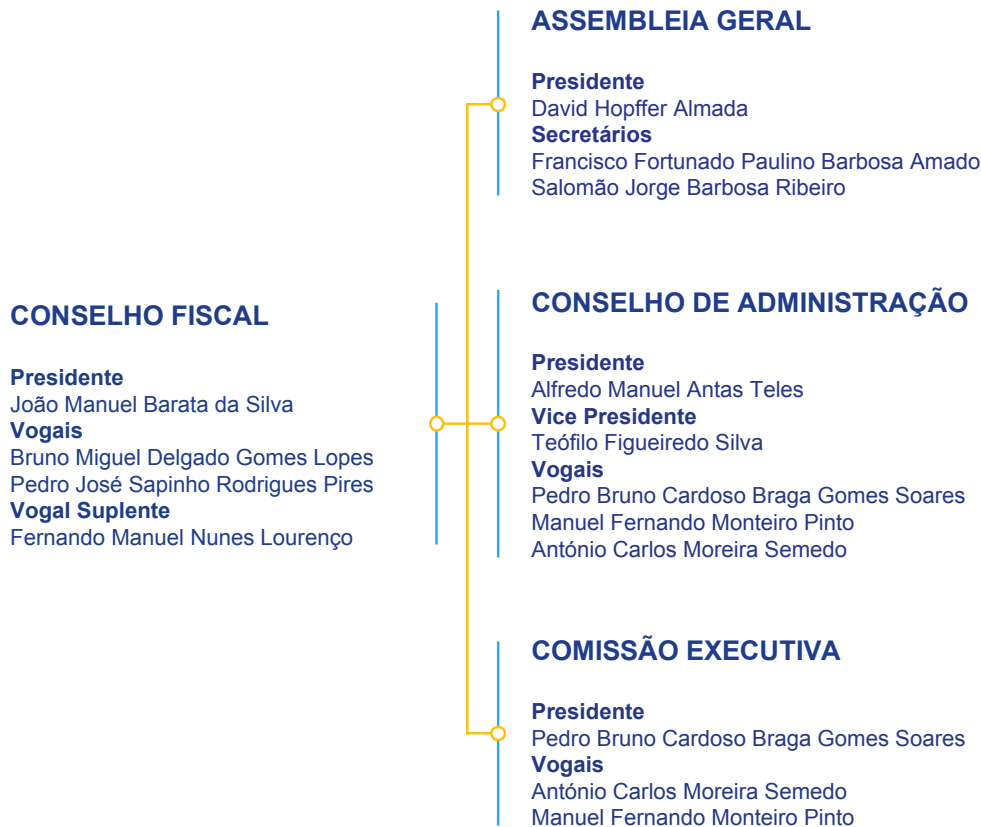 ASSEMBLEIA GERAL
Presidente
David Hopffer Almada
Secretários
Francisco Fortunado Paulino Barbosa Amado
Salomão Jorge Barbosa Ribeiro
CONSELHO FISCAL
Presidente
João Manuel Barata da Silva
Vogais
Bruno Miguel Delgado Gomes Lopes
Pedro José Sapinho Rodrigues Pires
Vogal Suplente
Fernando Manuel Nunes Lourenço
CONSELHO DE ADMINISTRAÇÃO
Presidente
Alfredo Manuel Antas Teles
Vice Presidente
Teófilo Figueiredo Silva
Vogais
Pedro Bruno Cardoso Braga Gomes Soares
Manuel Fernando Monteiro Pinto
António Carlos Moreira Semedo
COMISSÃO EXECUTIVA
Presidente
Pedro Bruno Cardoso Braga Gomes Soares
Vogais
António Carlos Moreira Semedo
Manuel Fernando Monteiro Pinto